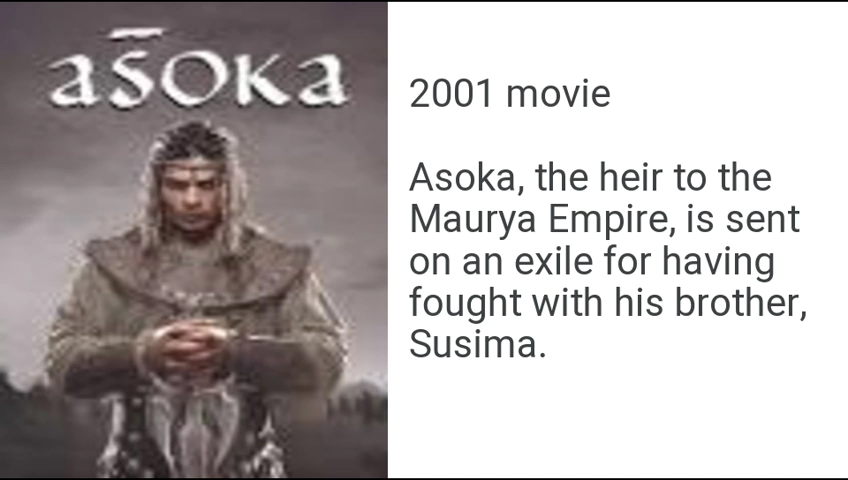 aśoka
2001 movie
Asoka, the heir to the
Maurya Empire, is sent
on an exile for having
fought with his brother,
Susima.